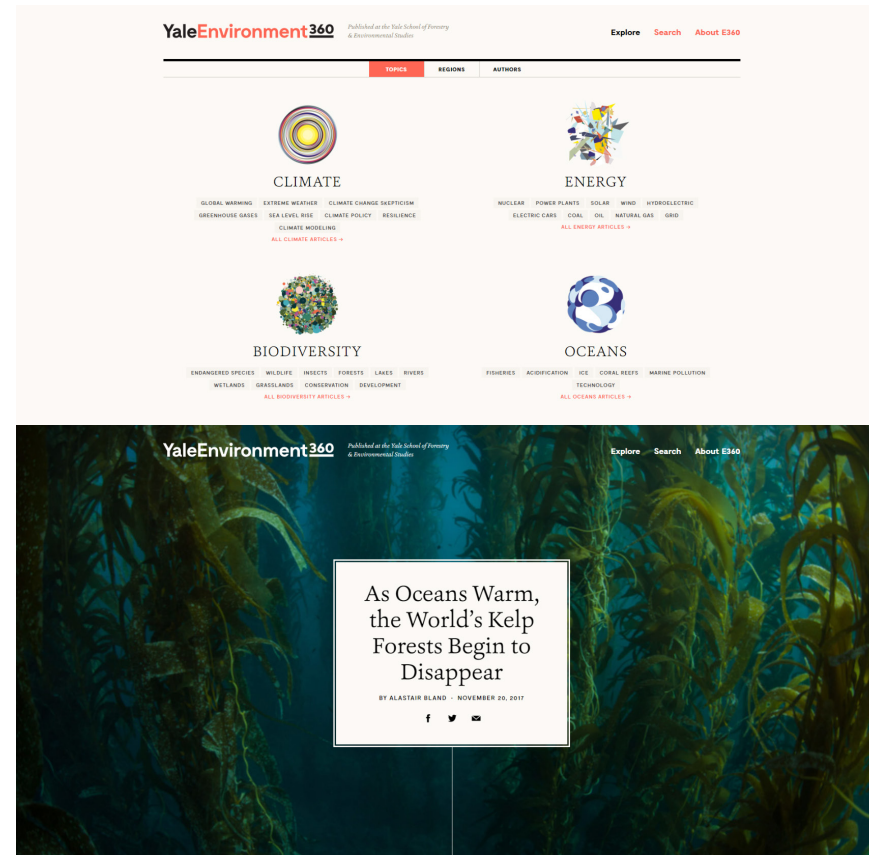 YaleEnvironment360
Published at the Yale School of Forestry
& Environmental Studies
Explore Search About E360
TOPICS REGIONS AUTHORS
CLIMATE
GLOBAL WARMING EXTREME WEATHER CLIMATE CHANGE SKEPTICISM
GREENHOUSE GASES SEA LEVEL RISE CLIMATE POLICY RESILIENCE
CLIMATE MODELING
ALL CLIMATE ARTICLES →
ENERGY
NUCLEAR POWER PLANTS SOLAR WIND HYDROELECTRIC
ELECTRIC CARS COAL OIL NATURAL GAS GRID
ALL ENERGY ARTICLES →
BIODIVERSITY
ENDANGERED SPECIES WILDLIFE INSECTS FORESTS LAKES RIVERS
WETLANDS GRASSLANDS CONSERVATION DEVELOPMENT
ALL BIODIVERSITY ARTICLES →
OCEANS
FISHERIES ACIDIFICATION ICE CORAL REEFS MARINE POLLUTION
TECHNOLOGY
ALL OCEANS ARTICLES →
YaleEnvironment360
Published at the Yale School of Forestry
& Environmental Studies
Explore Search About E360
As Oceans Warm,
the World’s Kelp
Forests Begin to
Disappear
BY ALASTAIR BLAND • NOVEMBER 20, 2017